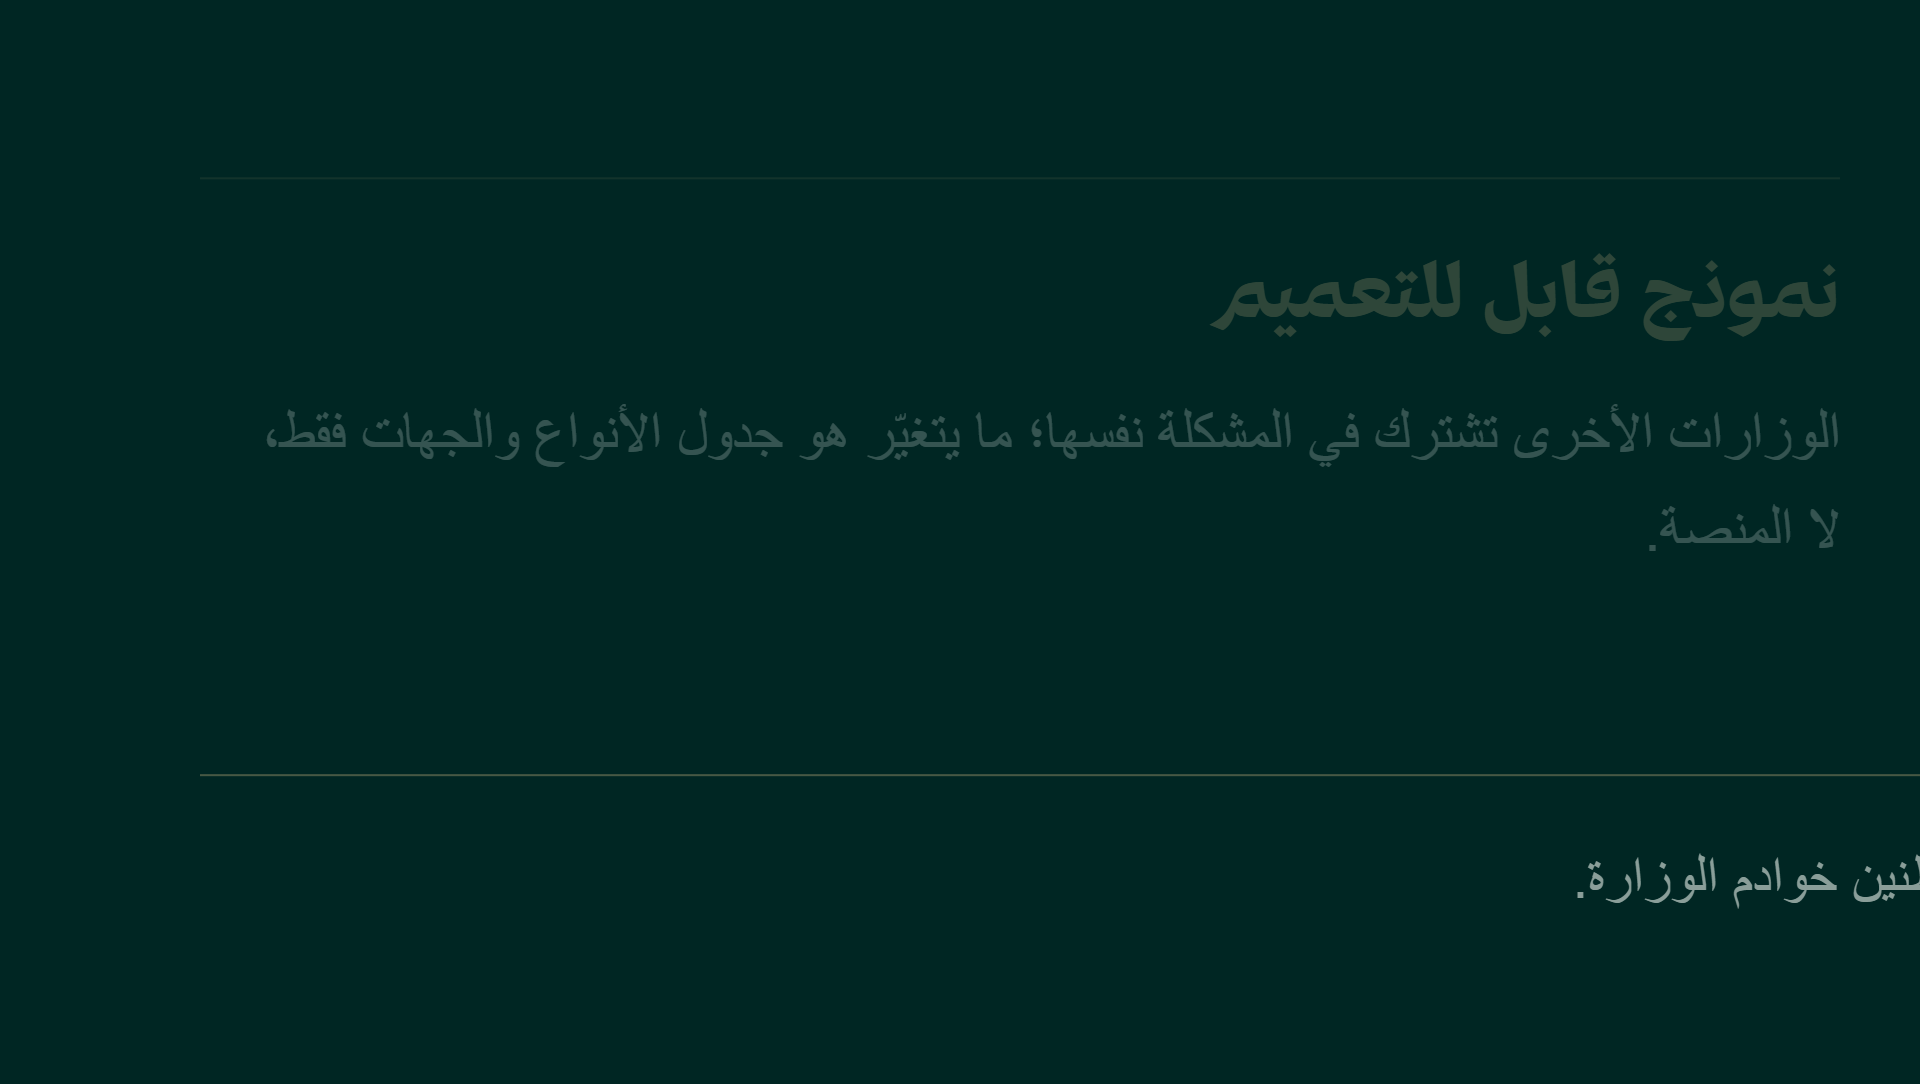 نموذج قابل للتعميم
الوزارات الأخرى تشترك في المشكلة نفسها؛ ما يتغيّر هو جدول الأنواع والجهات فقط،
لا المنصة.
خوادم الوزارة.